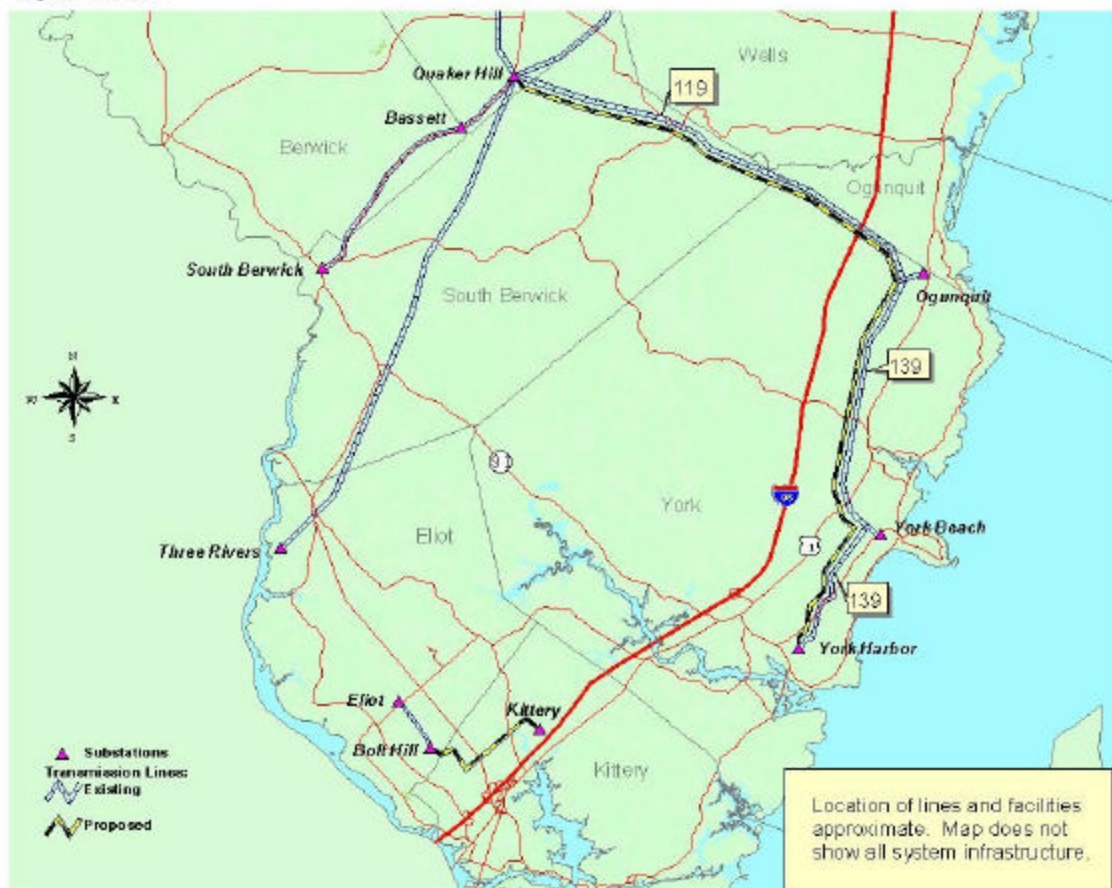 Wells
Quaker Hill
119
Bassett
Berwick
Ogunquit
South Berwick
South Berwick
Ogunquit
139
N
W E
S
91
York
95
Eliot
York Beach
1
Three Rivers
139
York Harbor
Eliot
Kittery
Bolt Hill
Kittery
Substations
Transmission Lines:
Existing
Proposed
Location of lines and facilities
approximate. Map does not
show all system infrastructure.